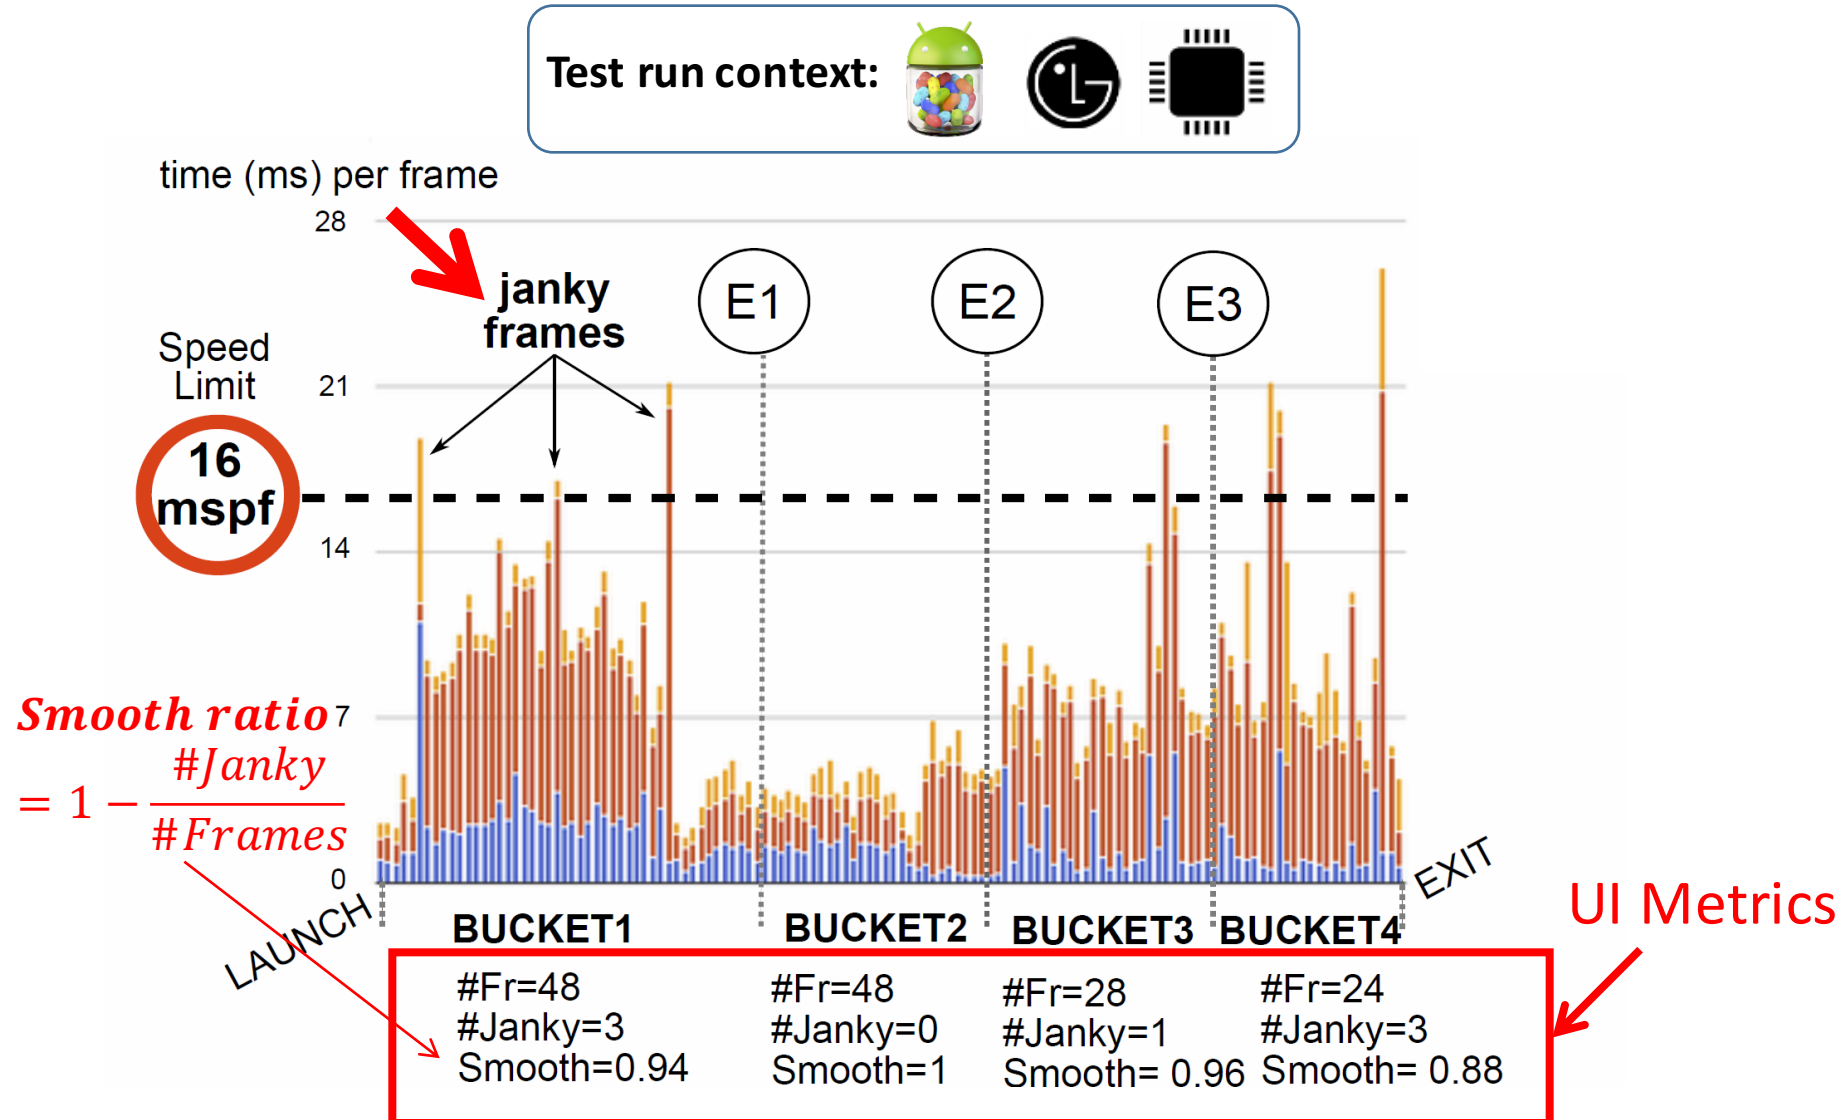 Test run context:
time (ms) per frame
28
janky
frames
E1
E2
E3
Speed
Limit
21
16
mspf
14
Smooth ratio
7
#Janky
= 1 −
#Frames
0
LAUNCH
EXIT
BUCKET1
BUCKET2
BUCKET3
BUCKET4
UI Metrics
#Fr=48
#Janky=3
Smooth=0.94
#Fr=48
#Janky=0
Smooth=1
#Fr=28
#Janky=1
Smooth= 0.96
#Fr=24
#Janky=3
Smooth= 0.88